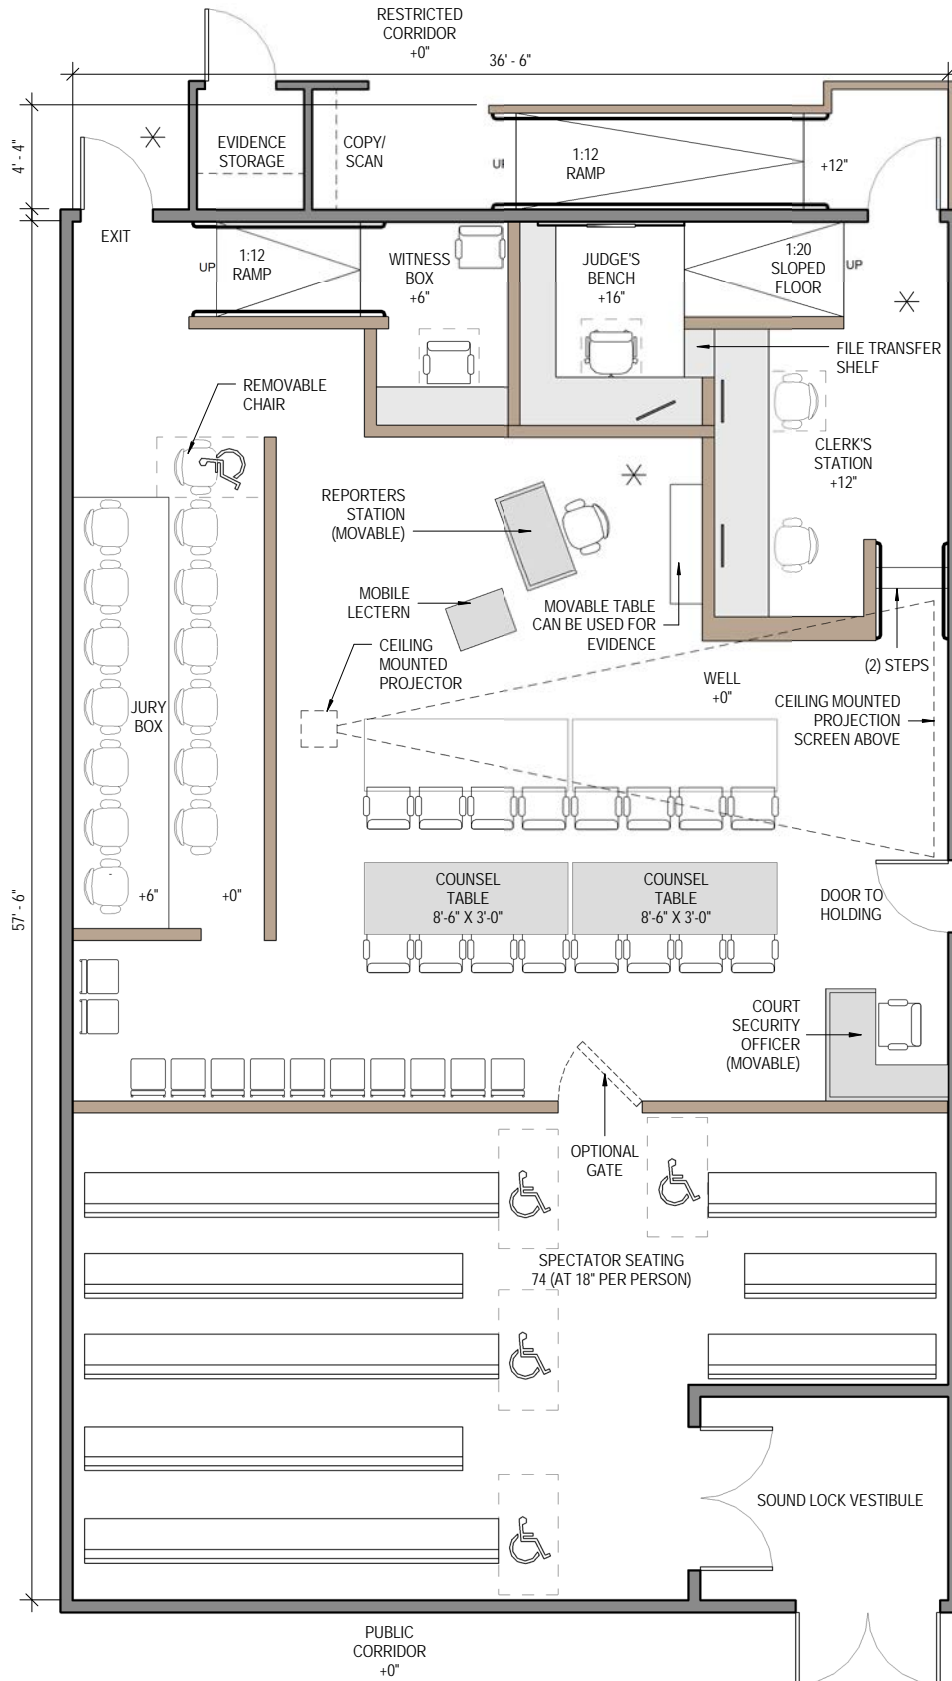 RESTRICTED
CORRIDOR
+0"
36' - 6"
4' - 4"
EVIDENCE
STORAGE
COPY/
SCAN
UI
1:12
RAMP
+12"
EXIT
UP
1:12
RAMP
WITNESS
BOX
+6"
JUDGE'S
BENCH
+16"
1:20
SLOPED
FLOOR
UP
FILE TRANSFER
SHELF
REMOVABLE
CHAIR
CLERK'S
STATION
+12"
REPORTERS
STATION
(MOVABLE)
MOBILE
LECTERN
MOVABLE TABLE
CAN BE USED FOR
EVIDENCE
CEILING
MOUNTED
PROJECTOR
(2) STEPS
WELL
+0"
CEILING MOUNTED
PROJECTION
SCREEN ABOVE
JURY
BOX
+6"
+0"
57' - 6"
COUNSEL
TABLE
8'-6" X 3'-0"
COUNSEL
TABLE
8'-6" X 3'-0"
DOOR TO
HOLDING
COURT
SECURITY
OFFICER
(MOVABLE)
OPTIONAL
GATE
SPECTATOR SEATING
74 (AT 18" PER PERSON)
SOUND LOCK VESTIBULE
PUBLIC
CORRIDOR
+0"